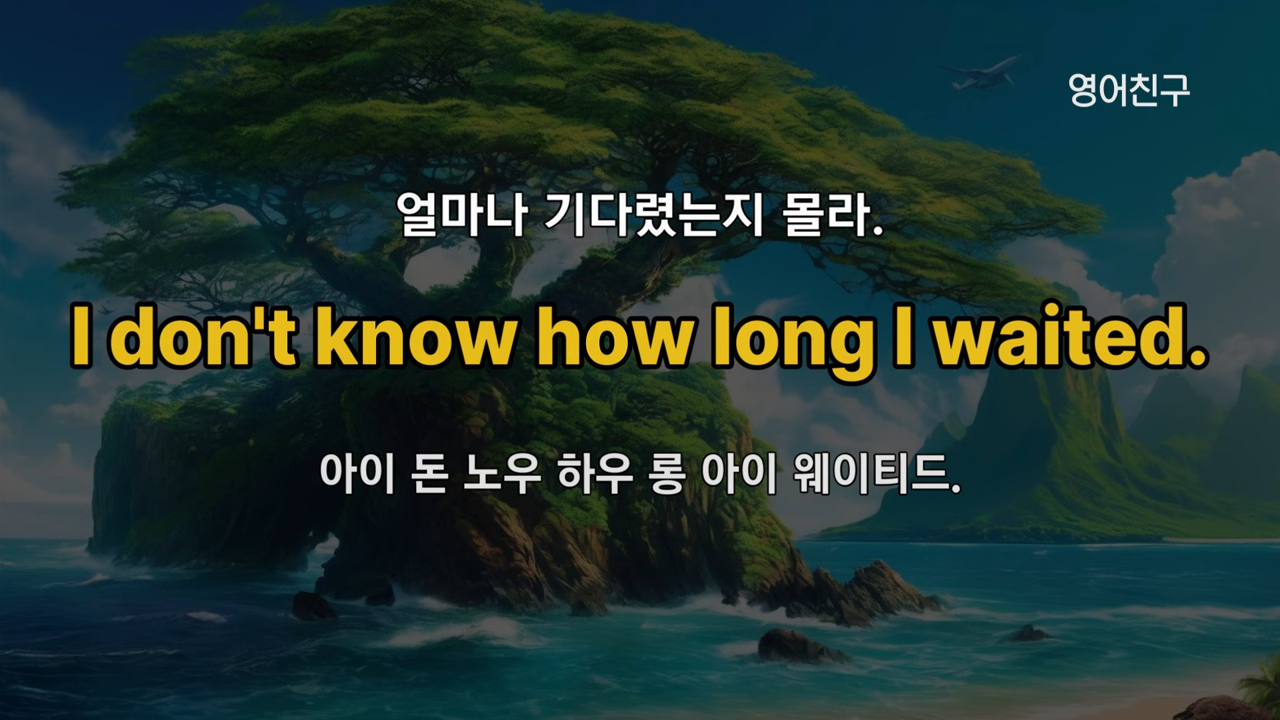 영어친구
얼마나 기다렸는지 몰라.
I don't know how long I waited.
아이 돈 노우 하우 롱 아이 웨이티드.